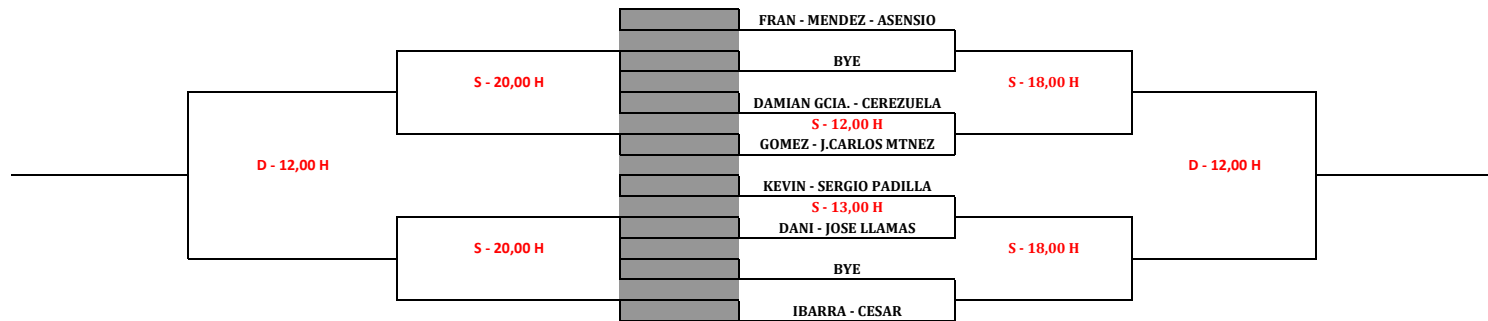 FRAN - MENDEZ - ASENSIO
BYE
S - 20,00 H
S - 18,00 H
DAMIAN GCIA. - CEREZUELA
S - 12,00 H
GOMEZ - J.CARLOS MTNEZ
D - 12,00 H
D - 12,00 H
KEVIN - SERGIO PADILLA
S - 13,00 H
DANI - JOSE LLAMAS
S - 20,00 H
S - 18,00 H
BYE
IBARRA - CESAR